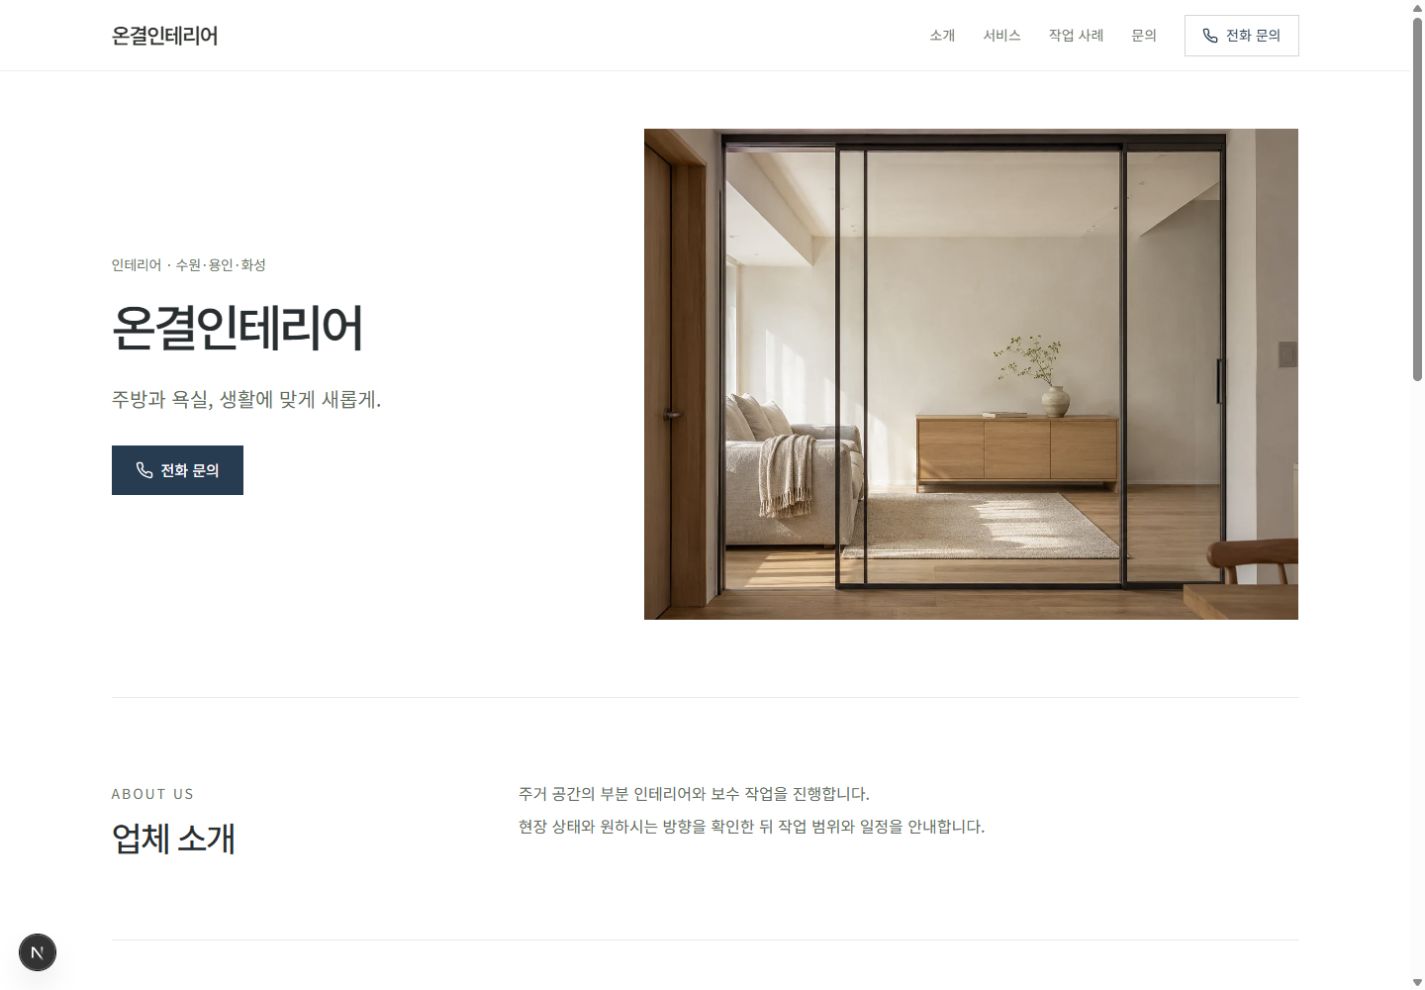 온결인테리어
소개 서비스 작업 사례 문의 전화 문의
인테리어 · 수원·용인·화성
온결인테리어
주방과 욕실, 생활에 맞게 새롭게.
전화 문의
ABOUT US
업체 소개
주거 공간의 부분 인테리어와 보수 작업을 진행합니다.
현장 상태와 원하시는 방향을 확인한 뒤 작업 범위와 일정을 안내합니다.
N